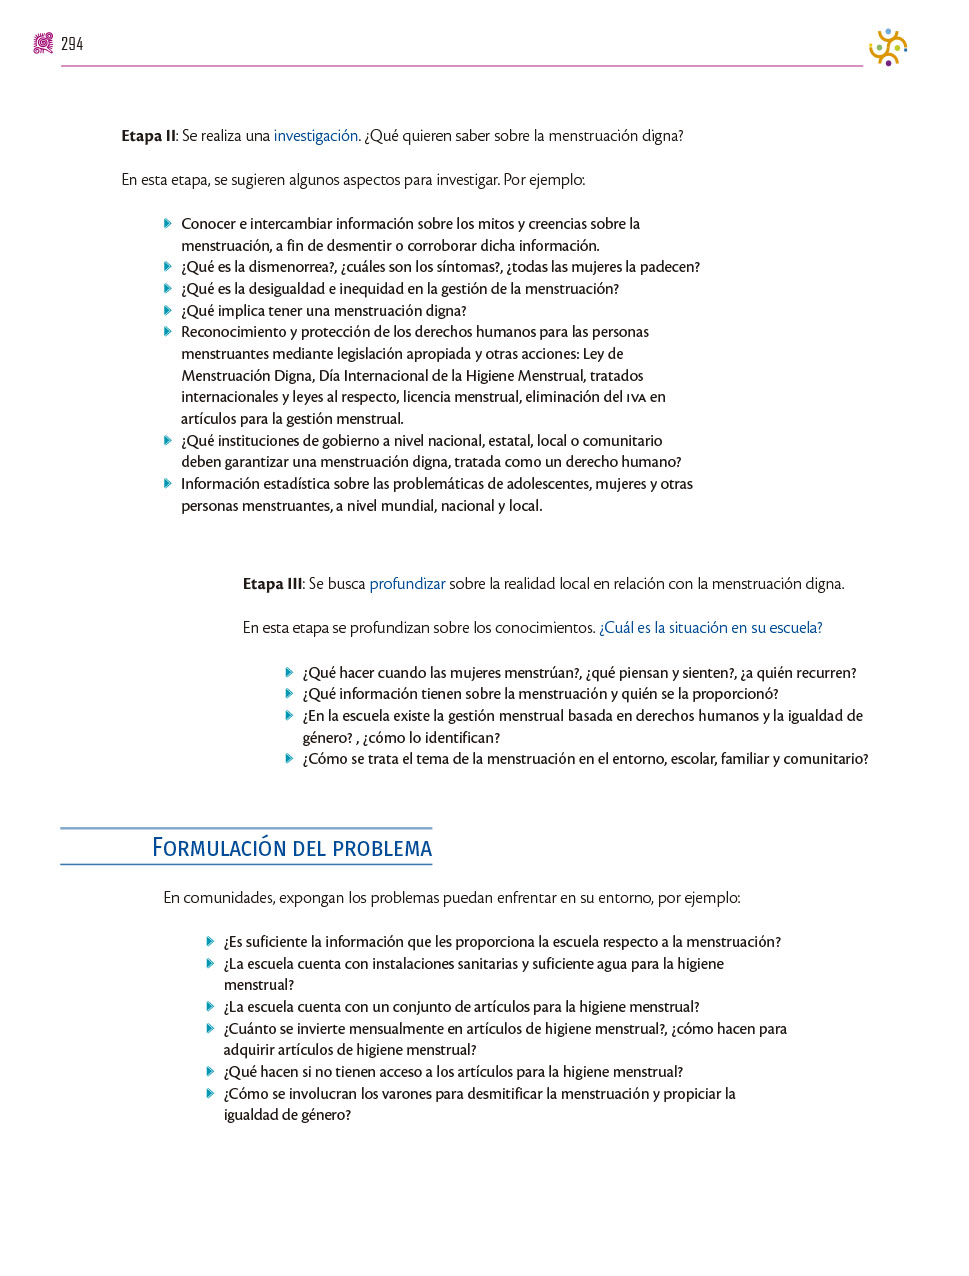 294
Etapa II: Se realiza una investigación. ¿Qué quieren saber sobre la menstruación digna?
En esta etapa, se sugieren algunos aspectos para investigar. Por ejemplo:
Conocer e intercambiar información sobre los mitos y creencias sobre la
menstruación, a fin de desmentir o corroborar dicha información.
¿Qué es la dismenorrea?, ¿cuáles son los síntomas?, ¿todas las mujeres la padecen?
¿Qué es la desigualdad e inequidad en la gestión de la menstruación?
¿Qué implica tener una menstruación digna?
Reconocimiento y protección de los derechos humanos para las personas
menstruantes mediante legislación apropiada y otras acciones: Ley de
Menstruación Digna, Día Internacional de la Higiene Menstrual, tratados
internacionales y leyes al respecto, licencia menstrual, eliminación del IVA en
artículos para la gestión menstrual.
¿Qué instituciones de gobierno a nivel nacional, estatal, local o comunitario
deben garantizar una menstruación digna, tratada como un derecho humano?
Información estadística sobre las problemáticas de adolescentes, mujeres y otras
personas menstruantes, a nivel mundial, nacional y local.
Etapa III: Se busca profundizar sobre la realidad local en relación con la menstruación digna.
En esta etapa se profundizan sobre los conocimientos. ¿Cuál es la situación en su escuela?
¿Qué hacer cuando las mujeres menstrúan?, ¿qué piensan y sienten?, ¿a quién recurren?
¿Qué información tienen sobre la menstruación y quién se la proporcionó?
¿En la escuela existe la gestión menstrual basada en derechos humanos y la igualdad de
género? , ¿cómo lo identifican?
¿Cómo se trata el tema de la menstruación en el entorno, escolar, familiar y comunitario?
Formulación del problema
En comunidades, expongan los problemas puedan enfrentar en su entorno, por ejemplo:
¿Es suficiente la información que les proporciona la escuela respecto a la menstruación?
¿La escuela cuenta con instalaciones sanitarias y suficiente agua para la higiene
menstrual?
¿La escuela cuenta con un conjunto de artículos para la higiene menstrual?
¿Cuánto se invierte mensualmente en artículos de higiene menstrual?, ¿cómo hacen para
adquirir artículos de higiene menstrual?
¿Qué hacen si no tienen acceso a los artículos para la higiene menstrual?
¿Cómo se involucran los varones para desmitificar la menstruación y propiciar la
igualdad de género?